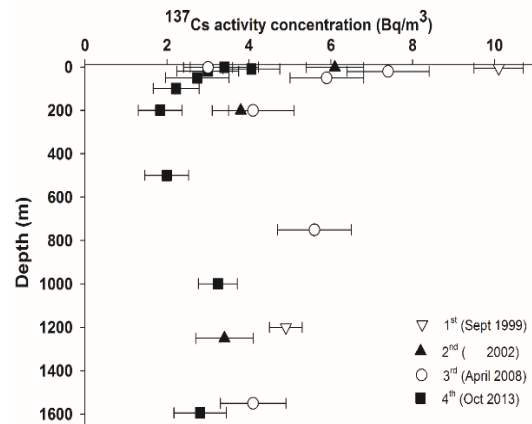 ¹³⁷Cs activity concentration (Bq/m³)
0 2 4 6 8 10
0
200
400
600
800
1000
1200
1400
1600
Depth (m)
1ˢᵗ (Sept 1999)
2ⁿᵈ ( 2002)
3ʳᵈ (April 2008)
4ᵗʰ (Oct 2013)